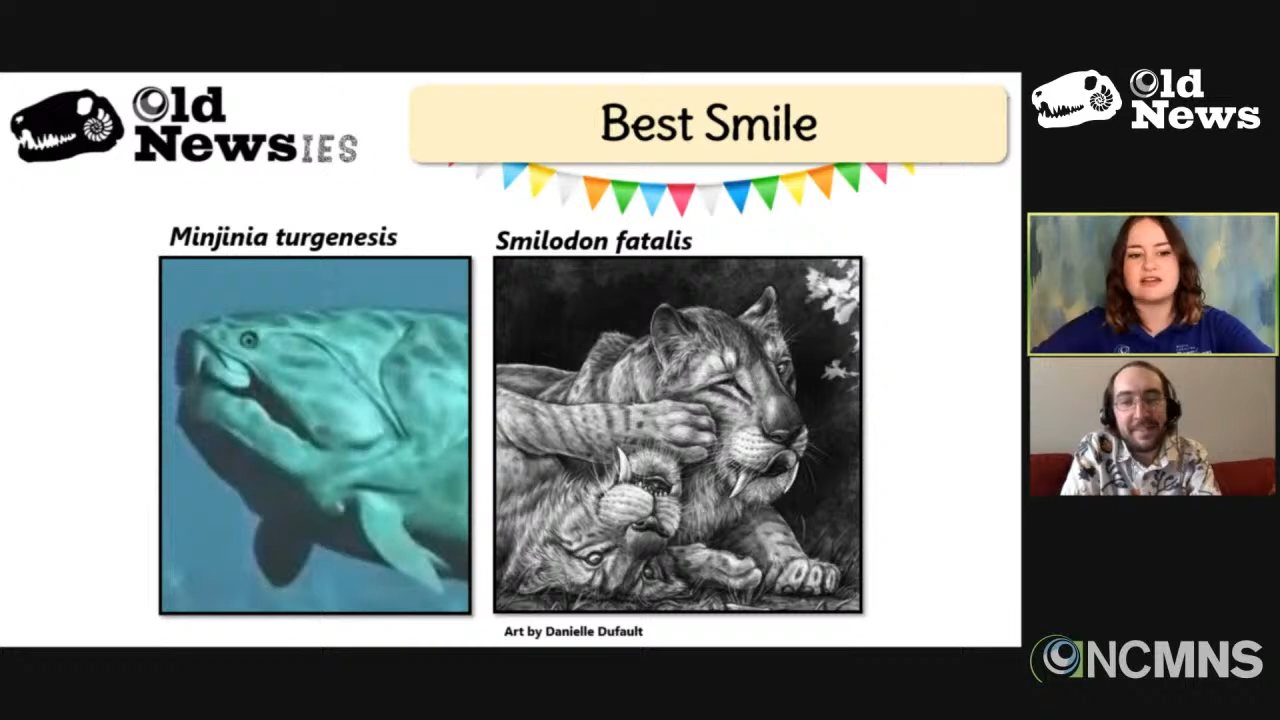 Old
NewsIES
Best Smile
Old
News
Minjinia turgenesis
Smilodon fatalis
Art by Danielle Dufault
NCMNS